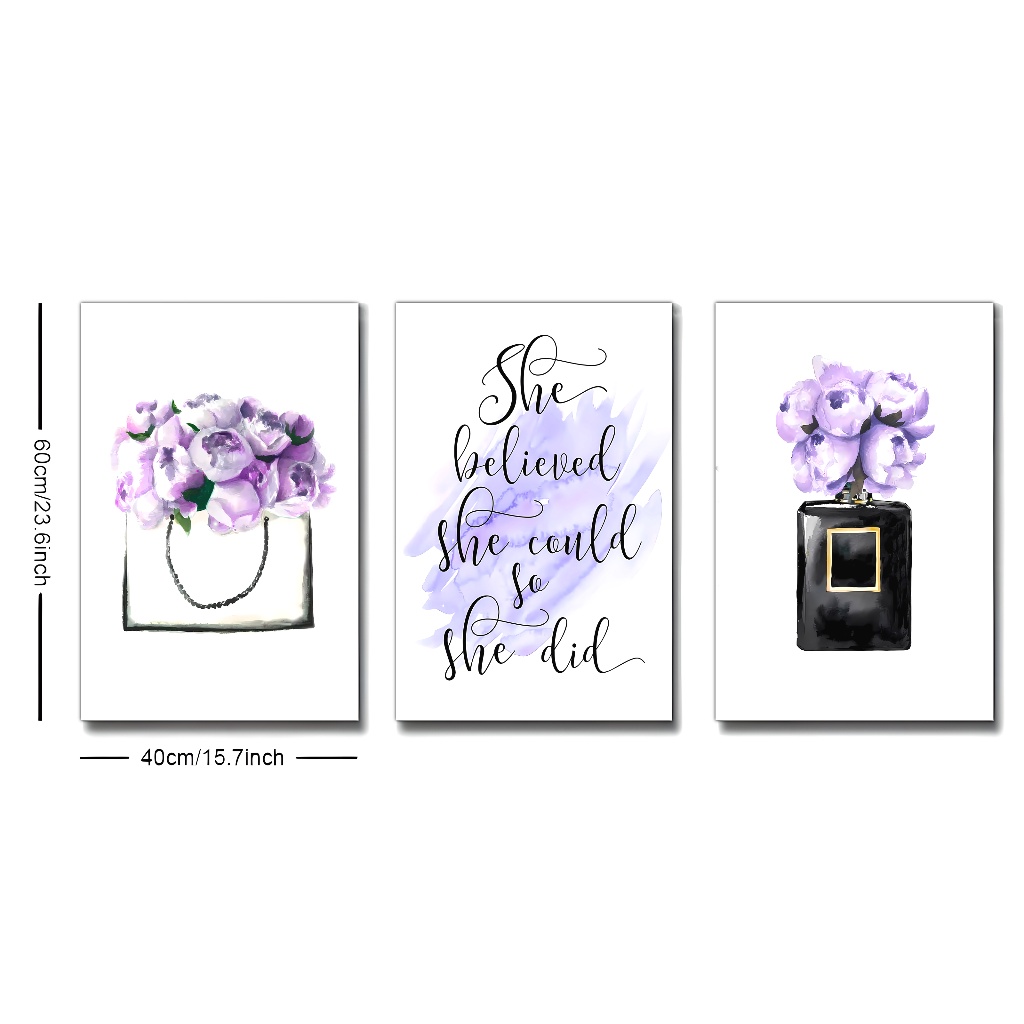 She
believed
she could
so
she did
60cm/23.6inch
40cm/15.7inch